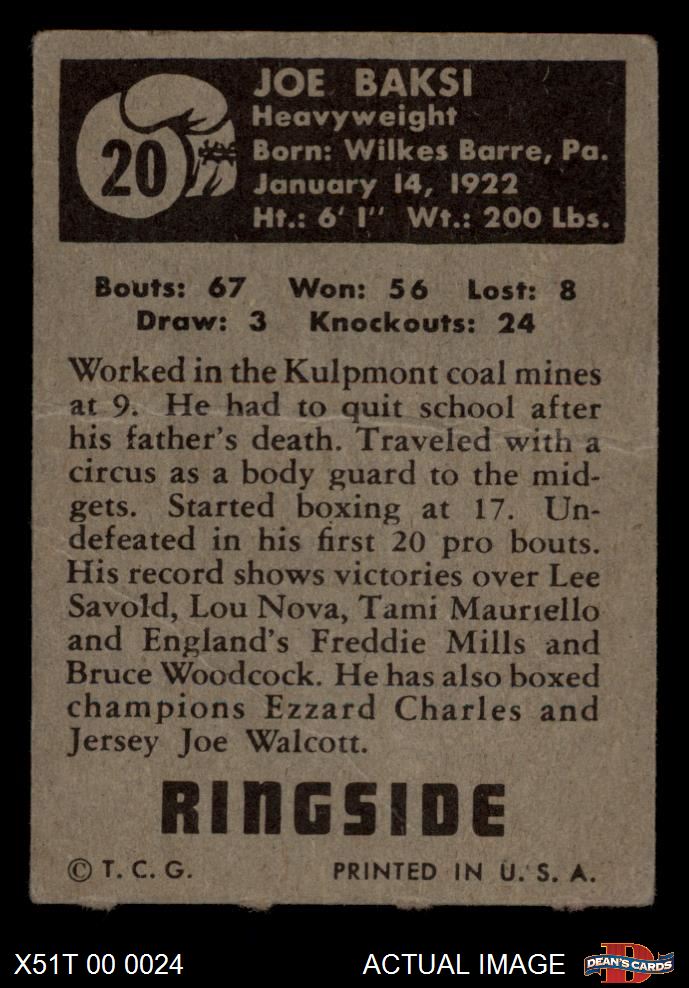 20
JOE BAKSI
Heavyweight
Born: Wilkes Barre, Pa.
January 14, 1922
Ht.: 6' 1" Wt.: 200 Lbs.
Bouts: 67 Won: 56 Lost: 8
Draw: 3 Knockouts: 24
Worked in the Kulpmont coal mines
at 9. He had to quit school after
his father's death. Traveled with a
circus as a body guard to the mid-
gets. Started boxing at 17. Un-
defeated in his first 20 pro bouts.
His record shows victories over Lee
Savold, Lou Nova, Tami Mauriello
and England's Freddie Mills and
Bruce Woodcock. He has also boxed
champions Ezzard Charles and
Jersey Joe Walcott.
RINGSIDE
© T. C. G. PRINTED IN U. S. A.
X51T 00 0024 ACTUAL IMAGE D DEAN'S CARDS